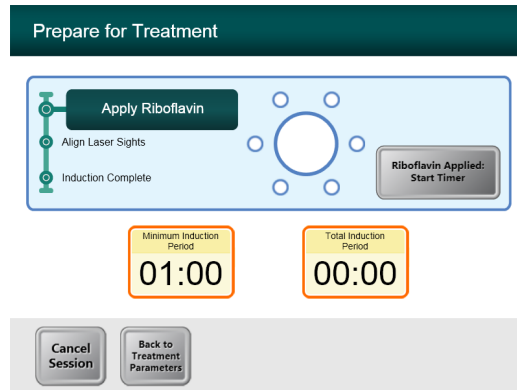 Prepare for Treatment
Apply Riboflavin
Align Laser Sights
Induction Complete
Riboflavin Applied:
Start Timer
Minimum Induction
Period
01:00
Total Induction
Period
00:00
Cancel
Session
Back to
Treatment
Parameters